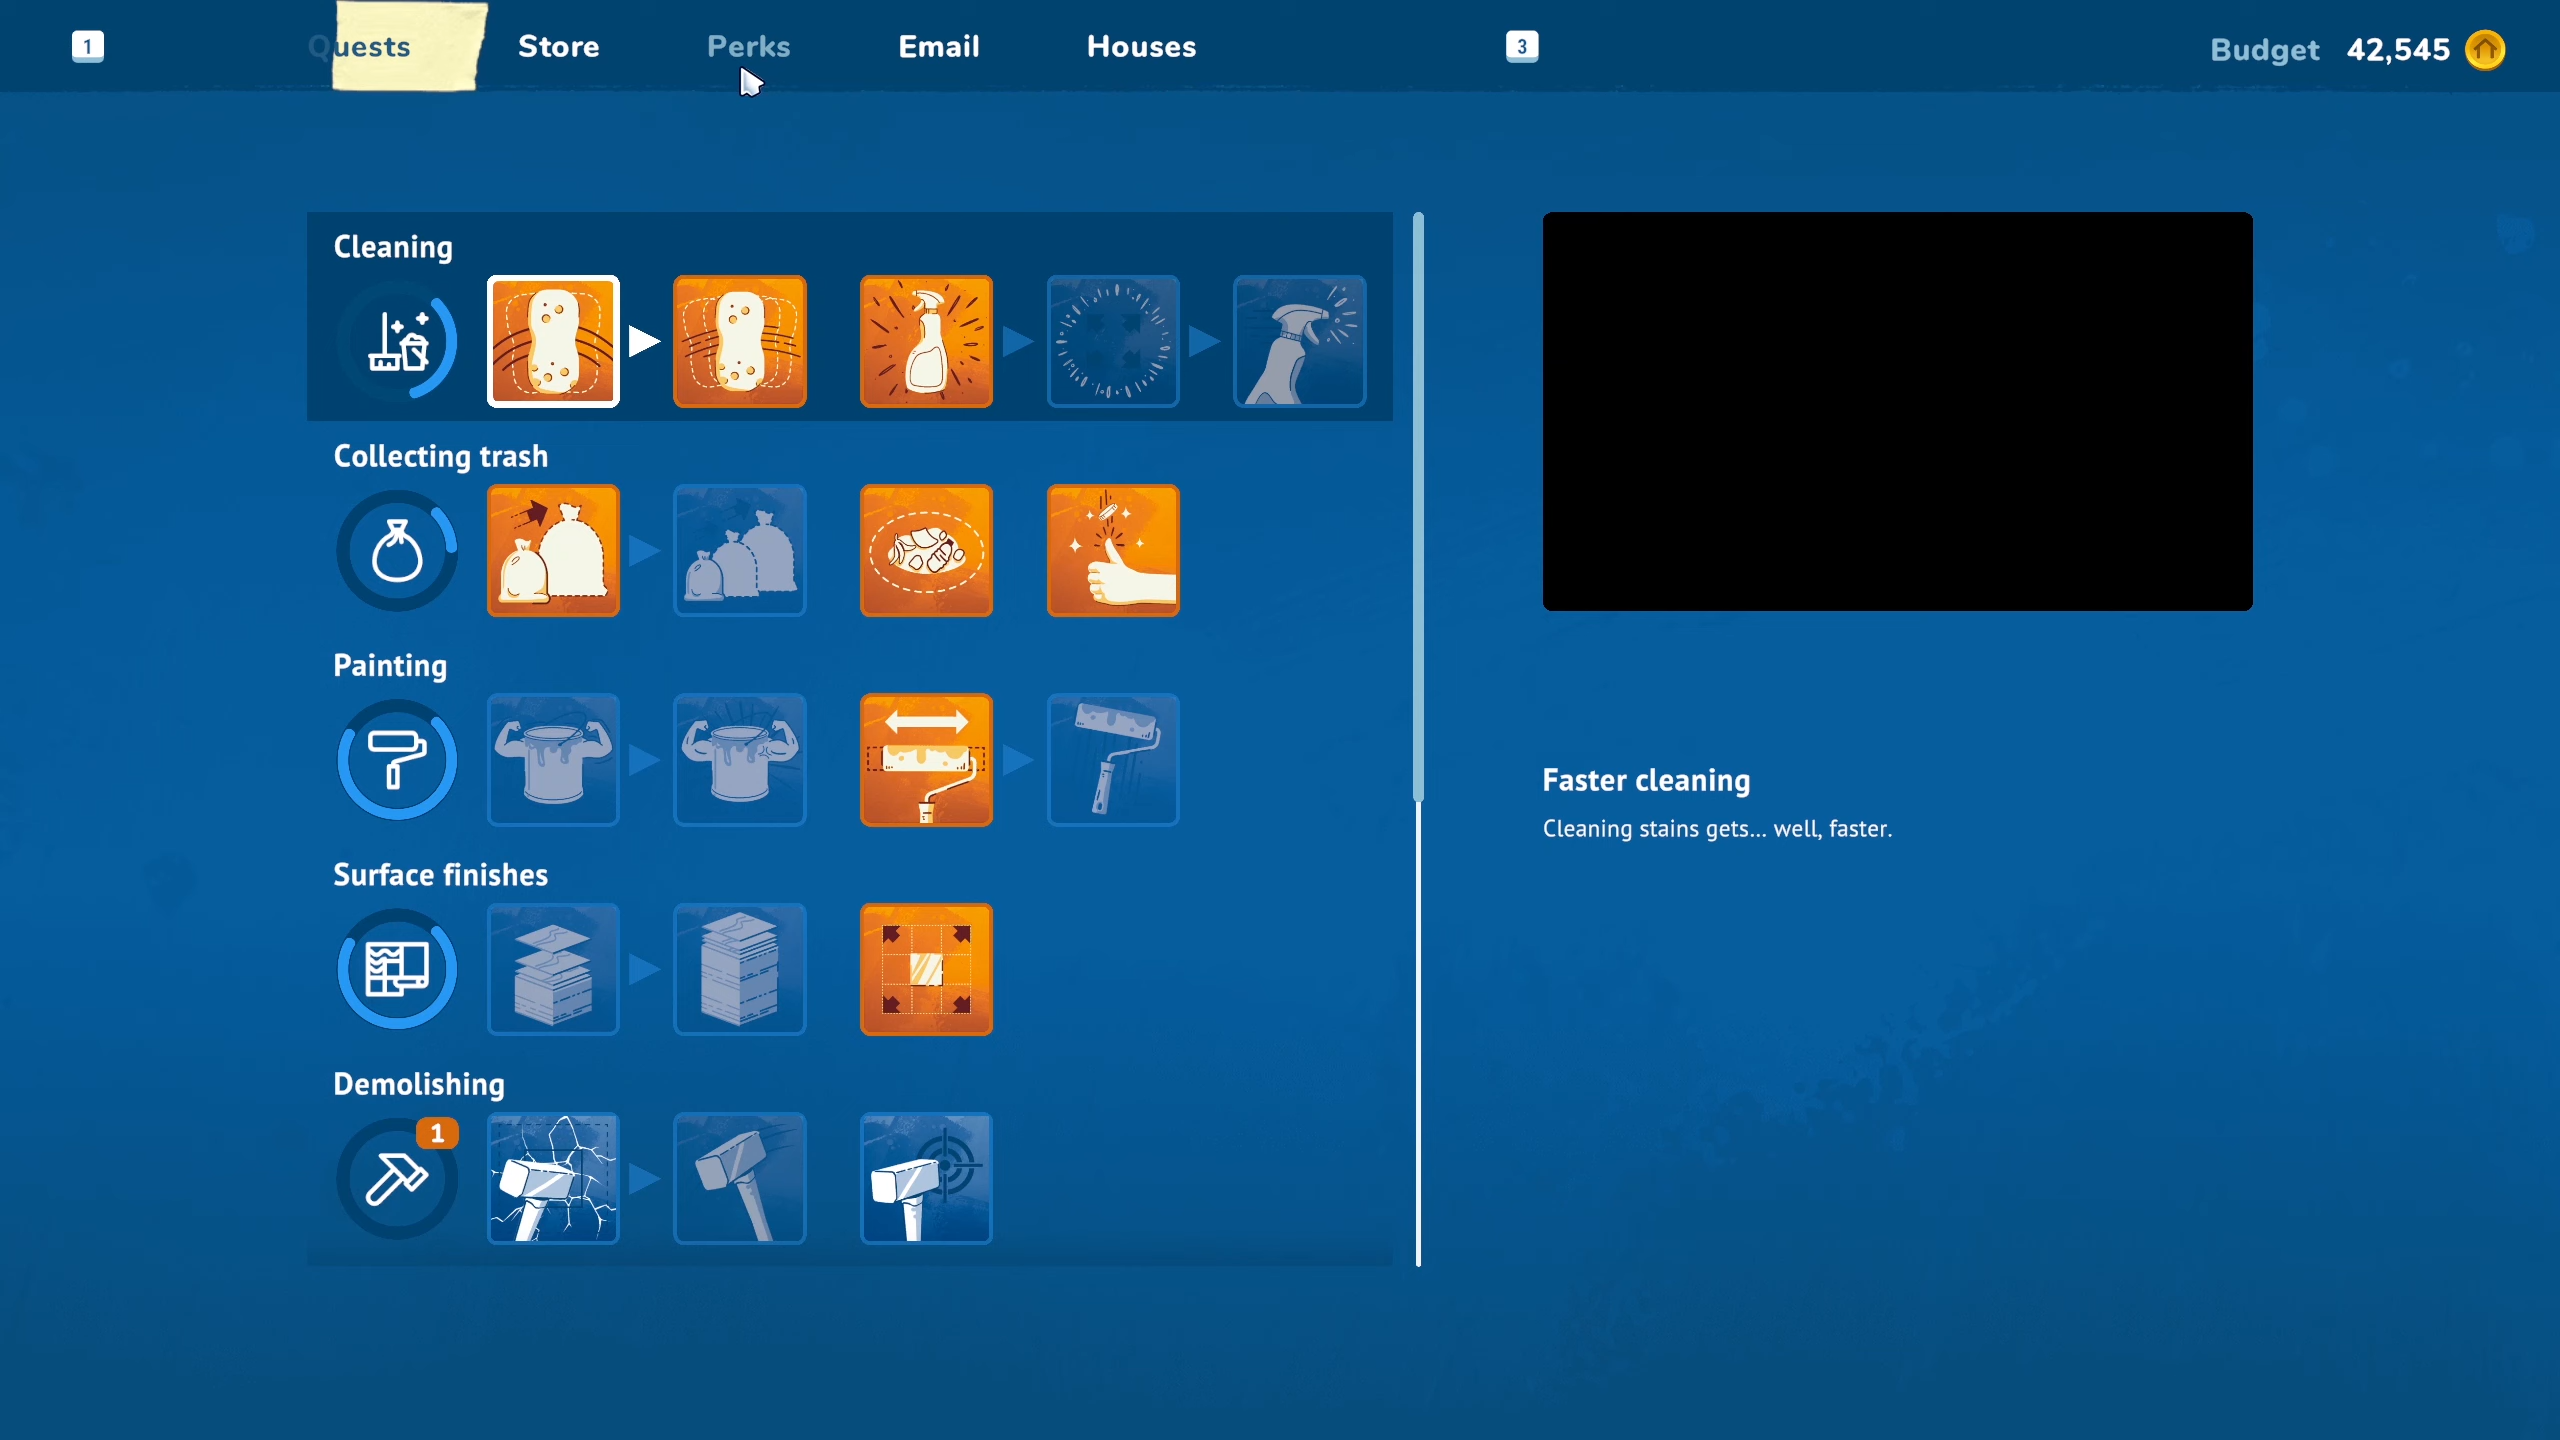 1
Quests
Store
Perks
Email
Houses
3
Budget 42,545
Cleaning
Collecting trash
Painting
Surface finishes
Demolishing
1
Faster cleaning
Cleaning stains gets... well, faster.